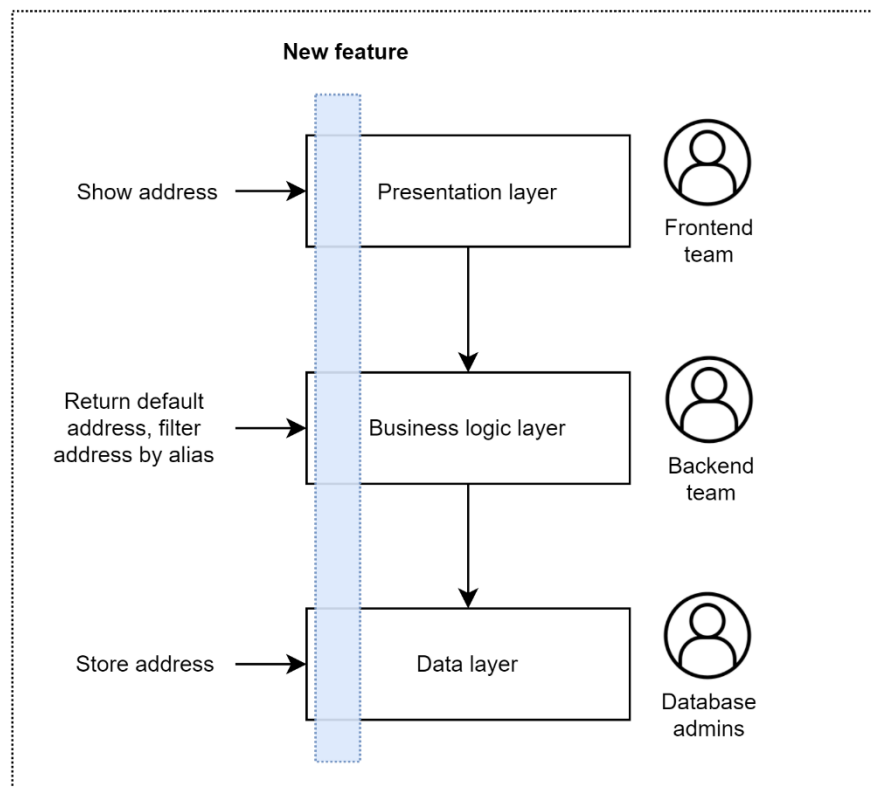 New feature
Show address
Presentation layer
Frontend
team
Return default
address, filter
address by alias
Business logic layer
Backend
team
Store address
Data layer
Database
admins